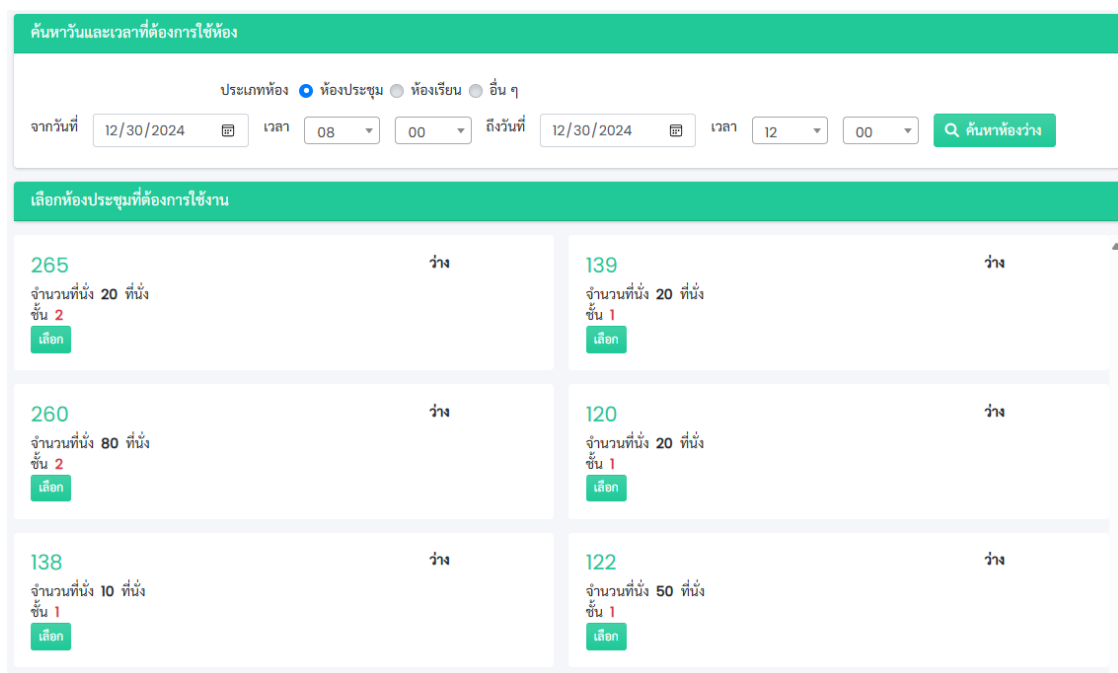 ค้นหาวันและเวลาที่ต้องการใช้ห้อง
ประเภทห้อง ห้องประชุม ห้องเรียน อื่น ๆ
จากวันที่ 12/30/2024 เวลา 08 00 ถึงวันที่ 12/30/2024 เวลา 12 00 ค้นหาห้องว่าง
เลือกห้องประชุมที่ต้องการใช้งาน
265 ว่าง
จำนวนที่นั่ง 20 ที่นั่ง
ชั้น 2
เลือก
139 ว่าง
จำนวนที่นั่ง 20 ที่นั่ง
ชั้น 1
เลือก
260 ว่าง
จำนวนที่นั่ง 80 ที่นั่ง
ชั้น 2
เลือก
120 ว่าง
จำนวนที่นั่ง 20 ที่นั่ง
ชั้น 1
เลือก
138 ว่าง
จำนวนที่นั่ง 10 ที่นั่ง
ชั้น 1
เลือก
122 ว่าง
จำนวนที่นั่ง 50 ที่นั่ง
ชั้น 1
เลือก